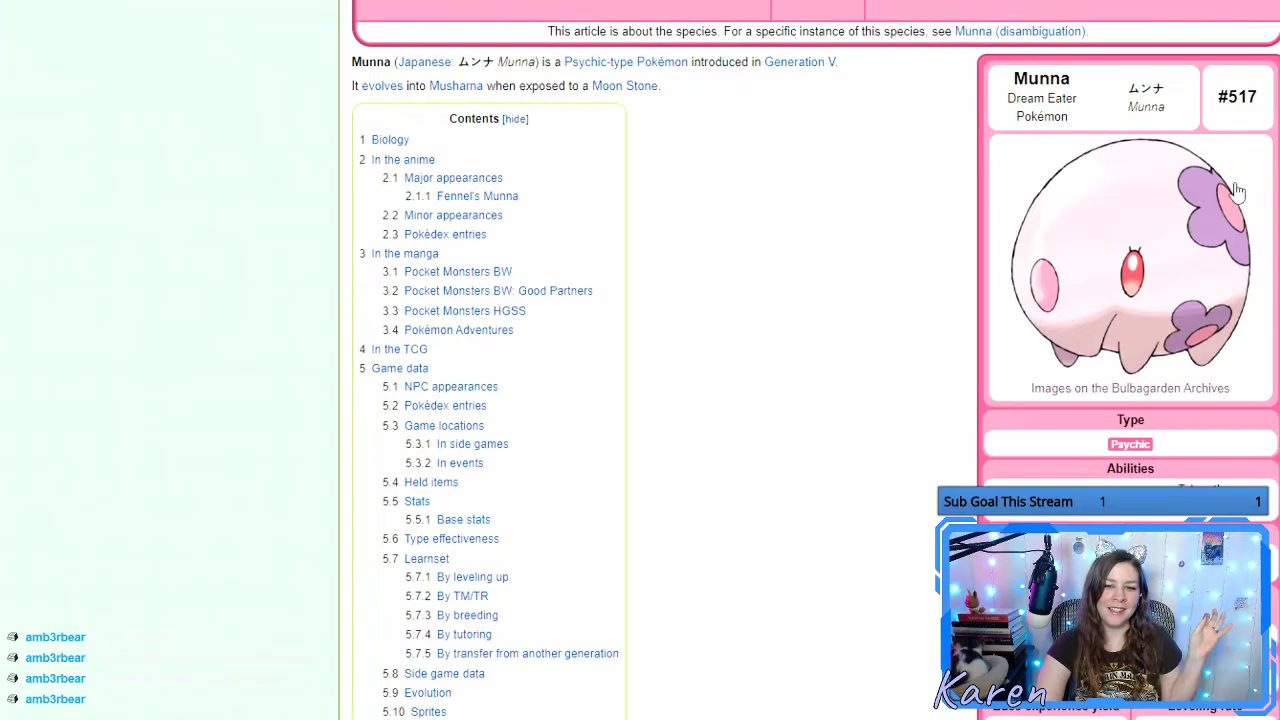 This article is about the species. For a specific instance of this species, see Munna (disambiguation).
Munna (Japanese: ムンナ Munna) is a Psychic-type Pokémon introduced in Generation V.
It evolves into Musharna when exposed to a Moon Stone.
Contents [hide]
1 Biology
2 In the anime
2.1 Major appearances
2.1.1 Fennel's Munna
2.2 Minor appearances
2.3 Pokédex entries
3 In the manga
3.1 Pocket Monsters BW
3.2 Pocket Monsters BW: Good Partners
3.3 Pocket Monsters HGSS
3.4 Pokémon Adventures
4 In the TCG
5 Game data
5.1 NPC appearances
5.2 Pokédex entries
5.3 Game locations
5.3.1 In side games
5.3.2 In events
5.4 Held items
5.5 Stats
5.5.1 Base stats
5.6 Type effectiveness
5.7 Learnset
5.7.1 By leveling up
5.7.2 By TM/TR
5.7.3 By breeding
5.7.4 By tutoring
5.7.5 By transfer from another generation
5.8 Side game data
5.9 Evolution
5.10 Sprites
Munna
Dream Eater
Pokémon
ムンナ
Munna
#517
Images on the Bulbagarden Archives
Type
Psychic
Abilities
Sub Goal This Stream 1 1
Karen
amb3rbear
amb3rbear
amb3rbear
amb3rbear